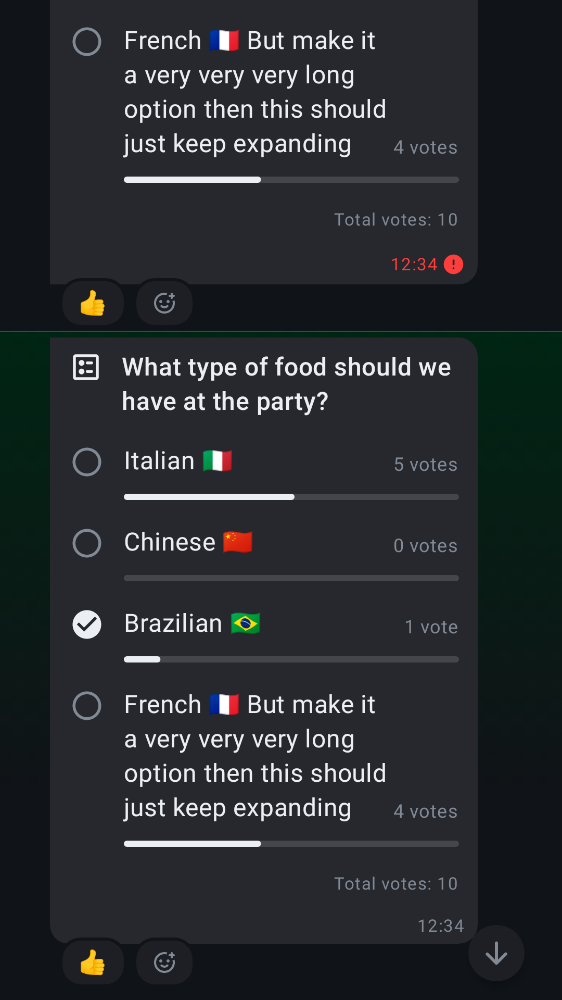 French 🇫🇷 But make it
a very very very long
option then this should
just keep expanding 4 votes
Total votes: 10
12:34
What type of food should we
have at the party?
Italian 🇮🇹 5 votes
Chinese 🇨🇳 0 votes
Brazilian 🇧🇷 1 vote
French 🇫🇷 But make it
a very very very long
option then this should
just keep expanding 4 votes
Total votes: 10
12:34